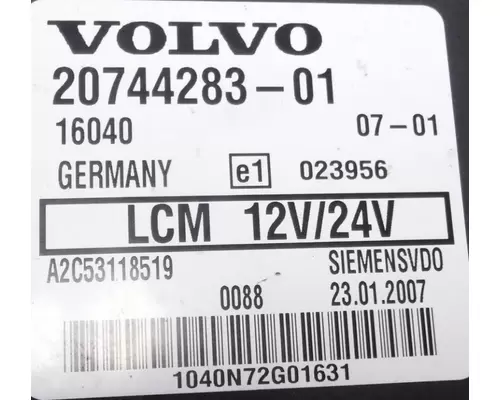 VOLVO
20744283-01
16040 07-01
GERMANY e1 023956
LCM 12V/24V
A2C53118519 SIEMENSVDO
0088 23.01.2007
1040N72G01631